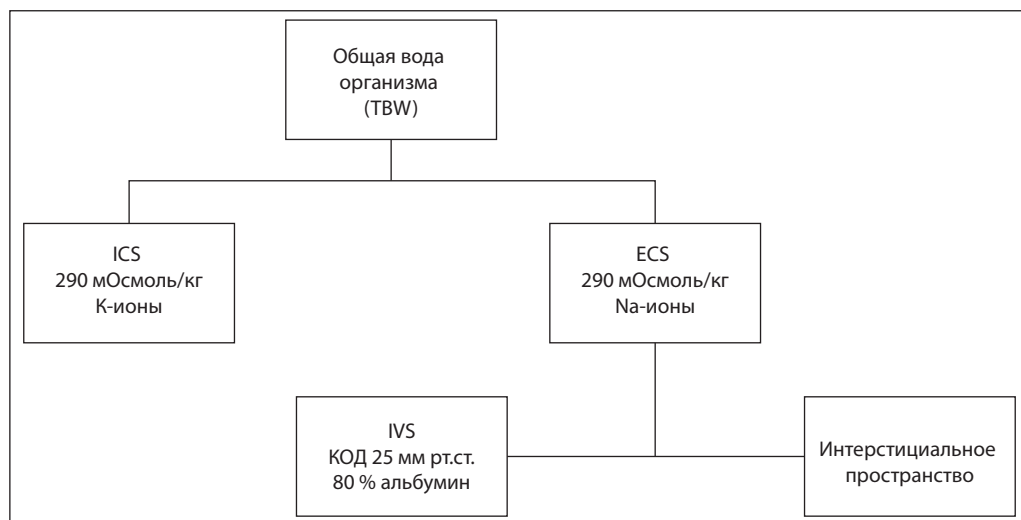 Общая вода
организма
(TBW)
ICS
290 мОсмоль/кг
К-ионы
ECS
290 мОсмоль/кг
Na-ионы
IVS
КОД 25 мм рт.ст.
80 % альбумин
Интерстициальное
пространство